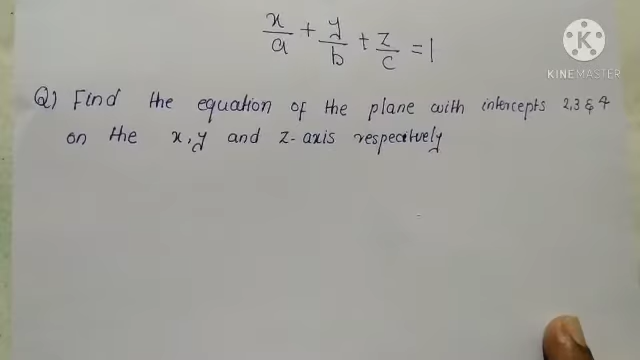 x/a + y/b + z/c = 1
KINEMASTER
Q) Find the equation of the plane with intercepts 2,3 & 4
on the x, y and z-axis respectively